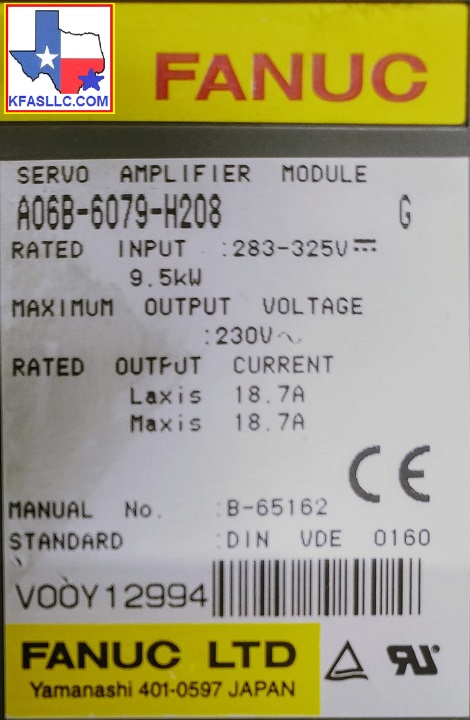 KFASLLC.COM
FANUC
SERVO AMPLIFIER MODULE
A06B-6079-H208 G
RATED INPUT :283-325V⎓
9.5kW
MAXIMUM OUTPUT VOLTAGE
:230V~
RATED OUTPUT CURRENT
Laxis 18.7A
Maxis 18.7A
CE
MANUAL No. :B-65162
STANDARD :DIN VDE 0160
V00Y12994
FANUC LTD
Yamanashi 401-0597 JAPAN